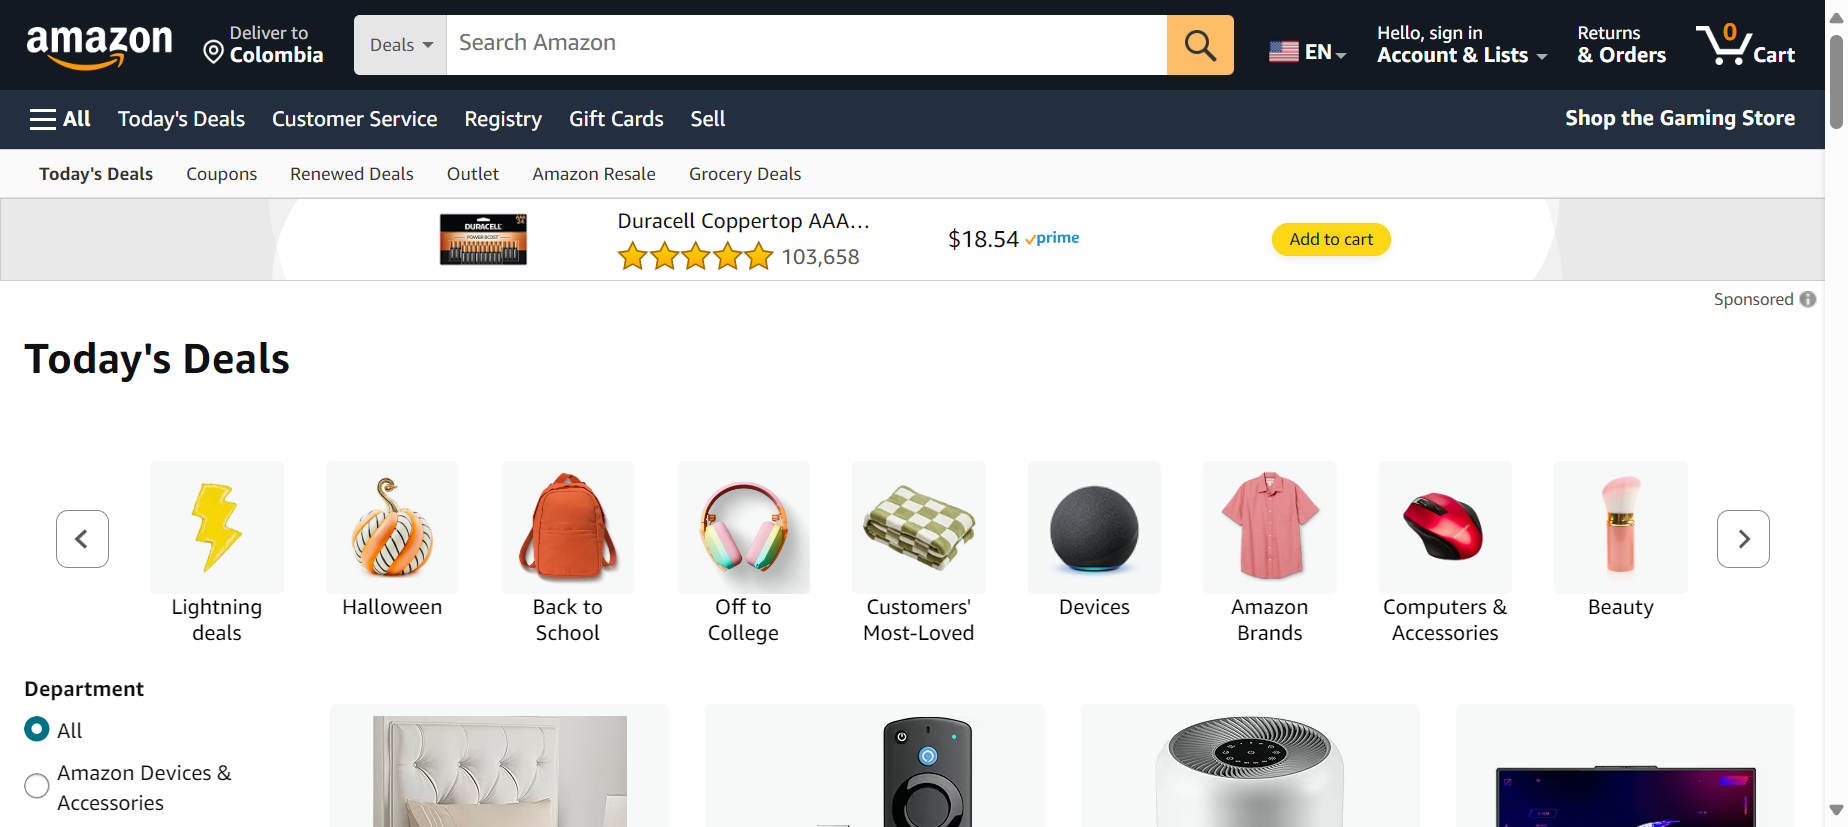 amazon
Deliver to
Colombia
Deals
Search Amazon
EN
Hello, sign in
Account & Lists
Returns
& Orders
0
Cart
All
Today's Deals
Customer Service
Registry
Gift Cards
Sell
Shop the Gaming Store
Today's Deals
Coupons
Renewed Deals
Outlet
Amazon Resale
Grocery Deals
DURACELL
POWER BOOST
AAA
24
Duracell Coppertop AAA...
103,658
$18.54 prime
Add to cart
Sponsored
Today's Deals
Lightning
deals
Halloween
Back to
School
Off to
College
Customers'
Most-Loved
Devices
Amazon
Brands
Computers &
Accessories
Beauty
Department
All
Amazon Devices &
Accessories